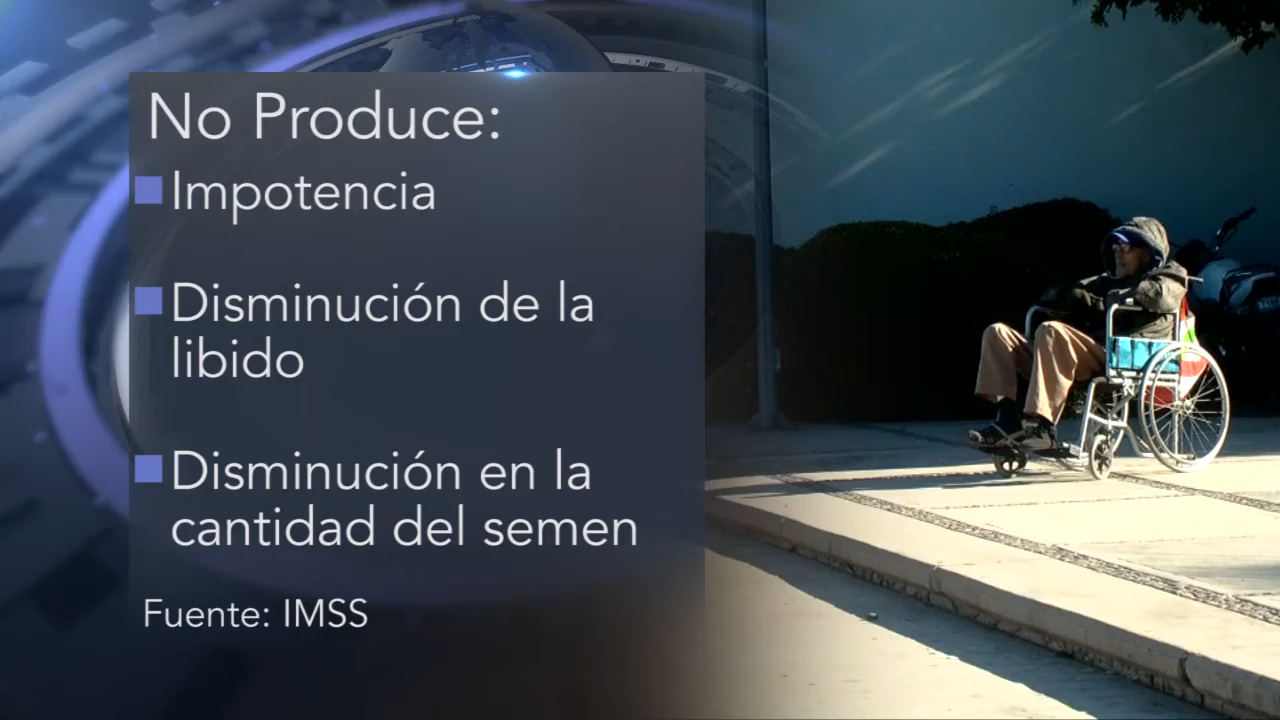 No Produce:
Impotencia
Disminución de la
libido
Disminución en la
cantidad del semen
Fuente: IMSS